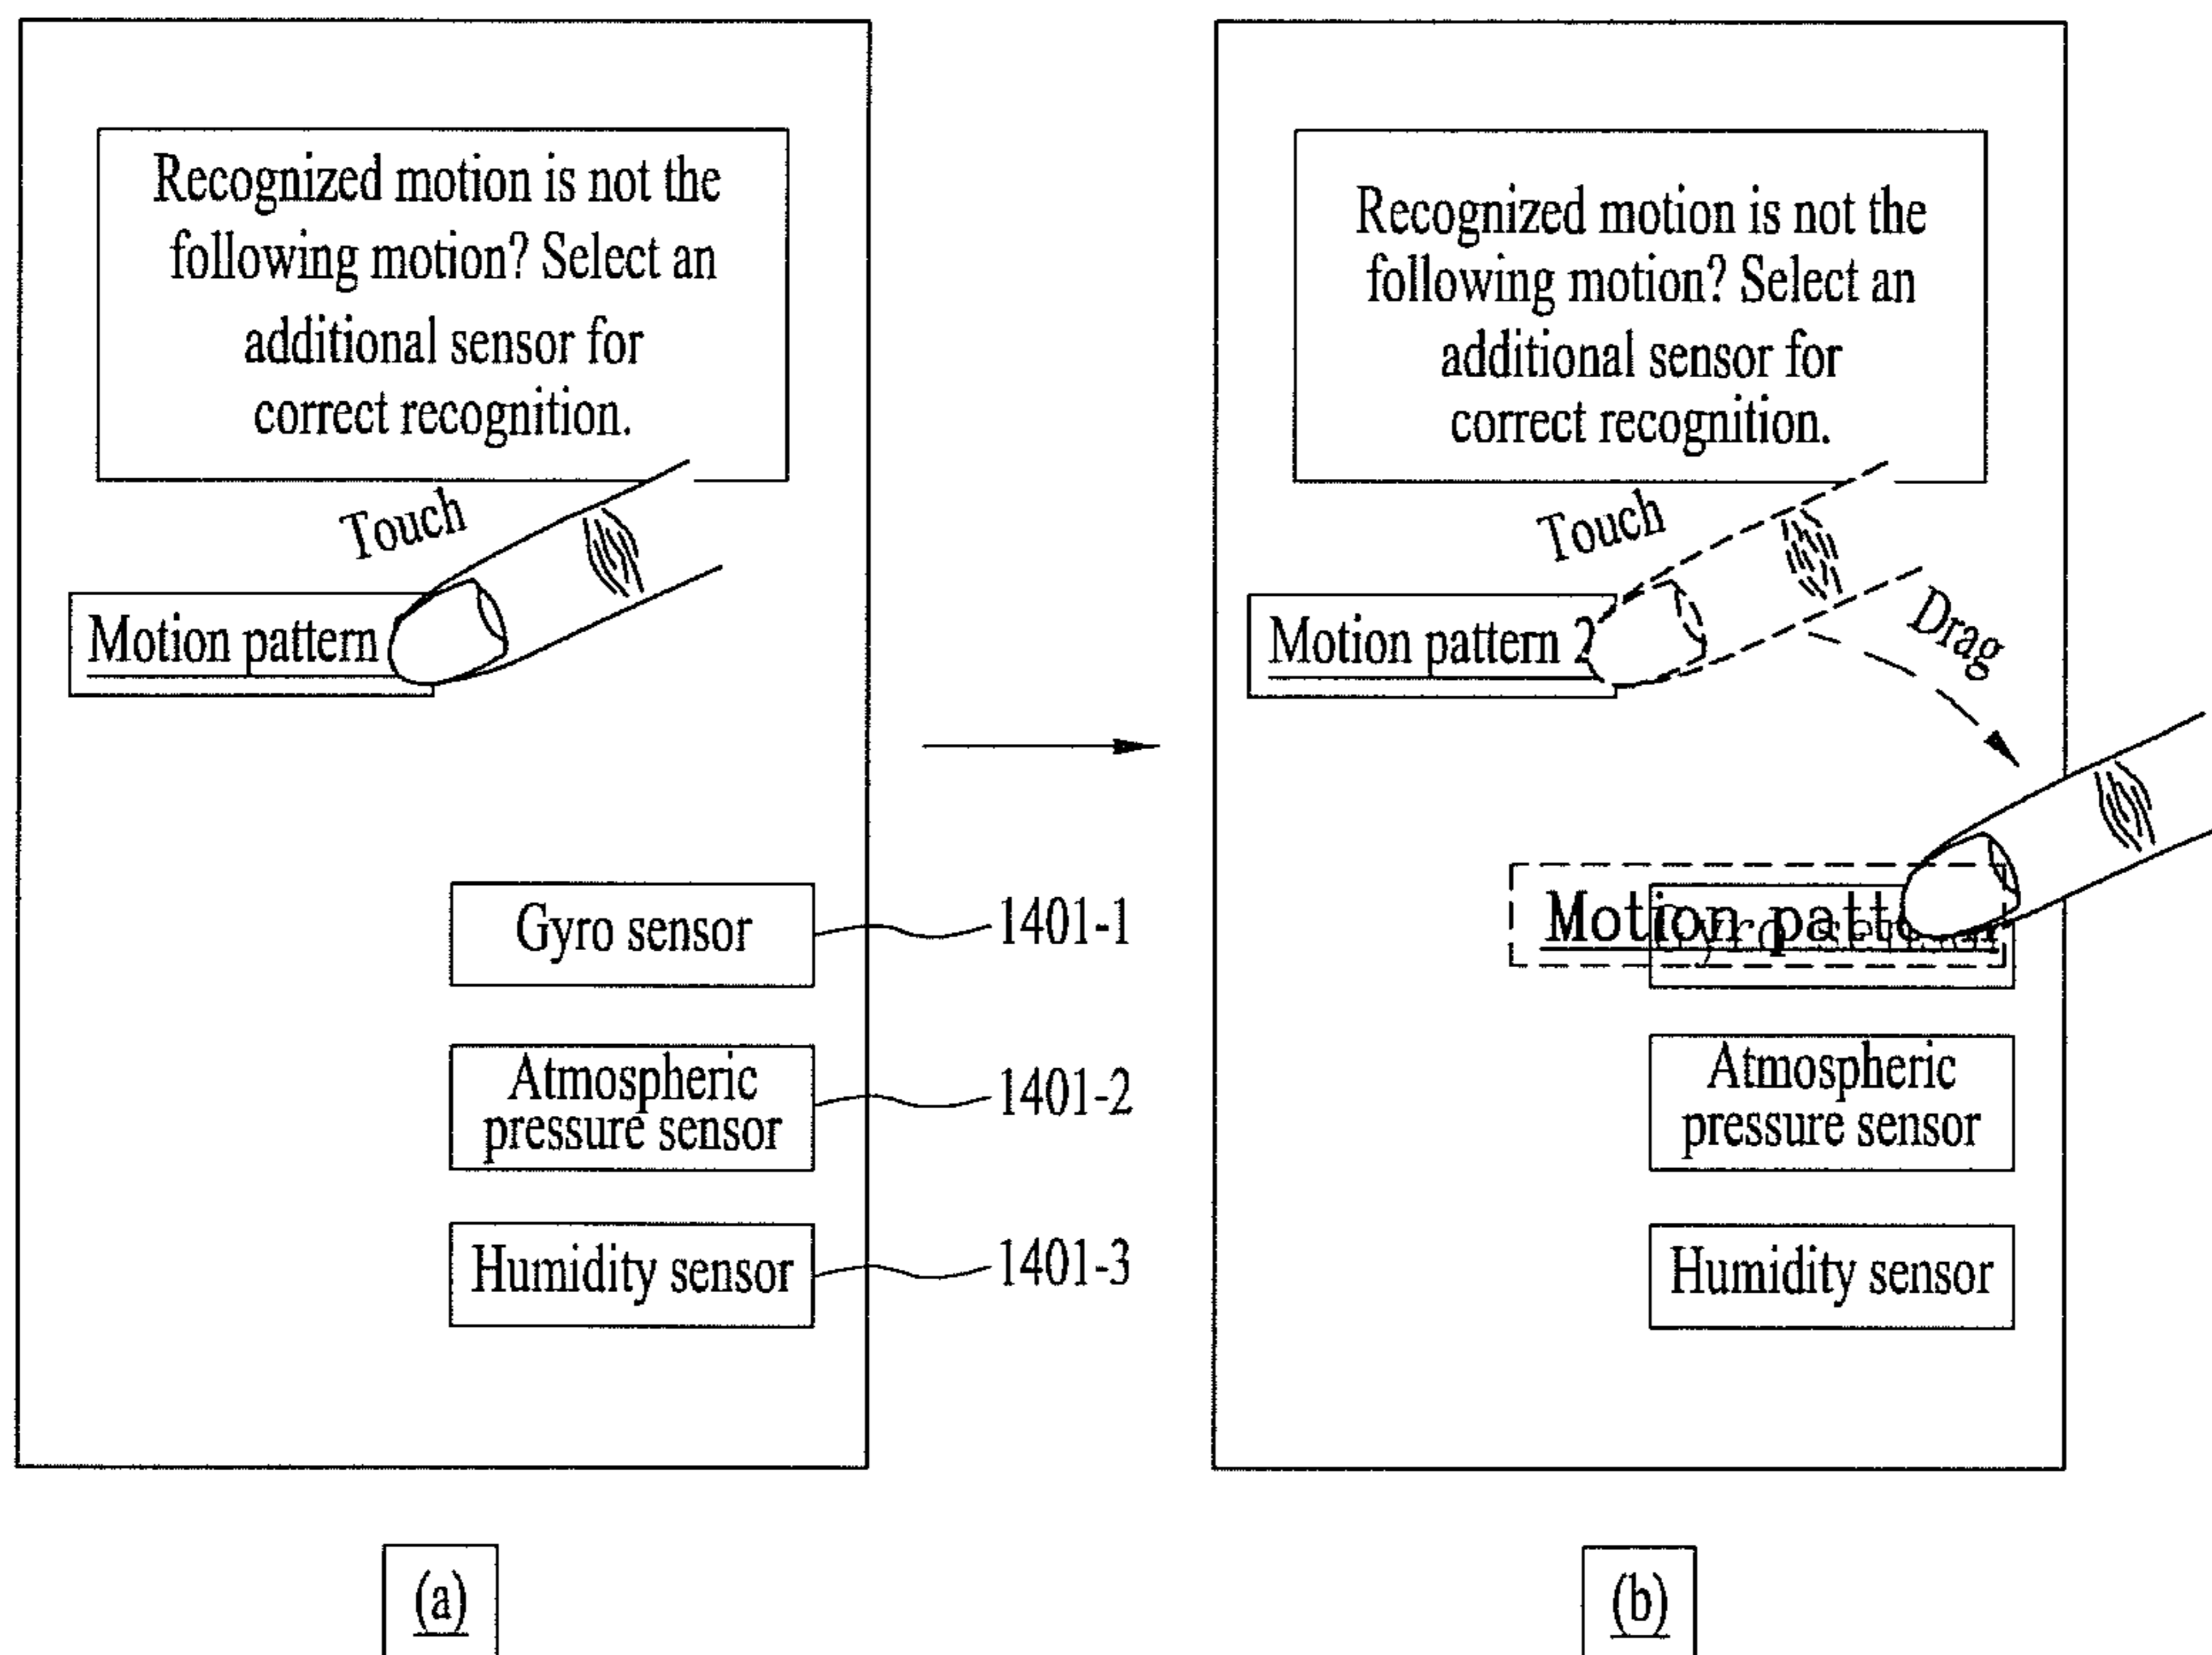 Recognized motion is not the
following motion? Select an
additional sensor for
correct recognition.
Touch
Motion pattern
Gyro sensor
1401-1
Atmospheric
pressure sensor
1401-2
Humidity sensor
1401-3
(a)
Recognized motion is not the
following motion? Select an
additional sensor for
correct recognition.
Touch
Drag
Motion pattern 2
Motion
Atmospheric
pressure sensor
Humidity sensor
(b)